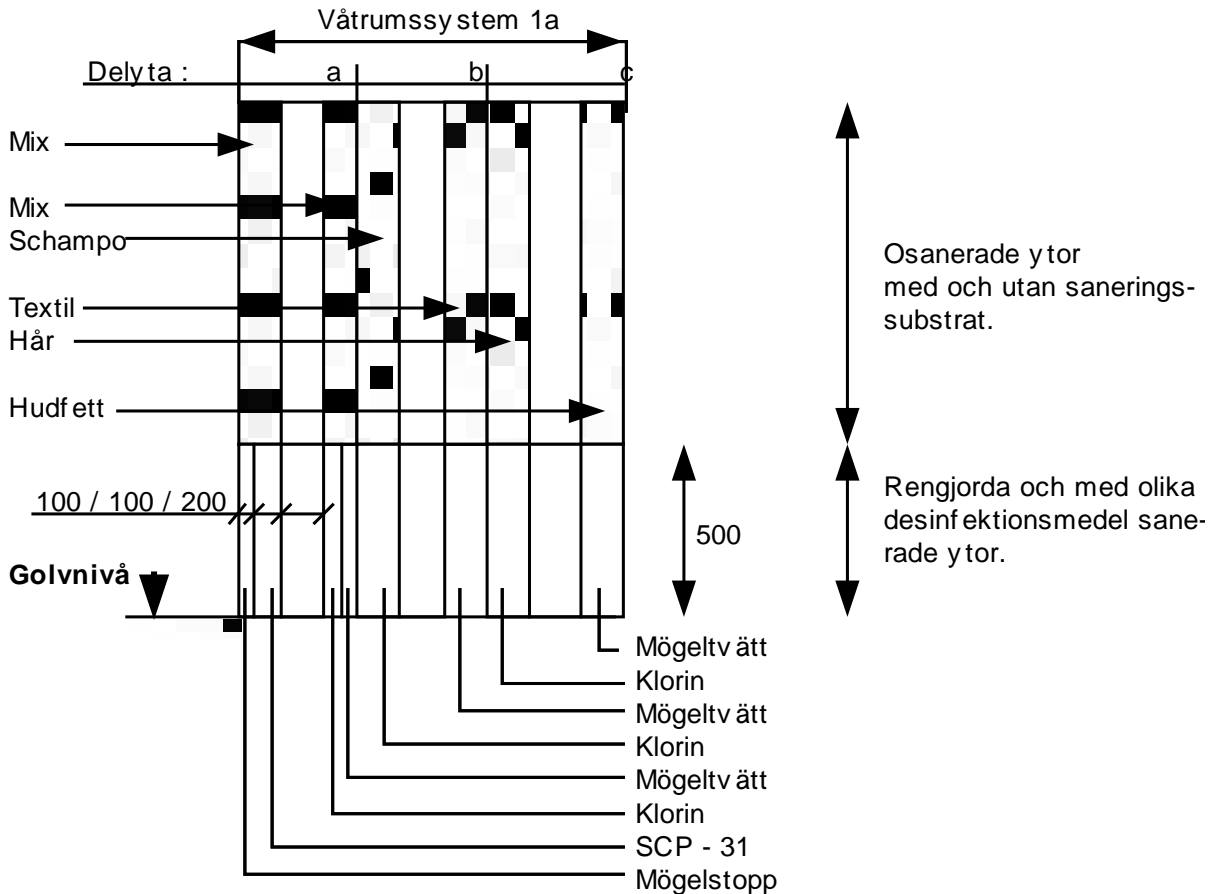 Våtrumssystem 1a
Delyta : a b c
Mix
Mix
Schampo
Textil
Hår
Hudfett
Osanerade ytor
med och utan sanerings-
substrat.
100 / 100 / 200
500
Rengjorda och med olika
desinfektionsmedel sane-
rade ytor.
Golvnivå
Mögeltvätt
Klorin
Mögeltvätt
Klorin
Mögeltvätt
Klorin
SCP - 31
Mögelstopp